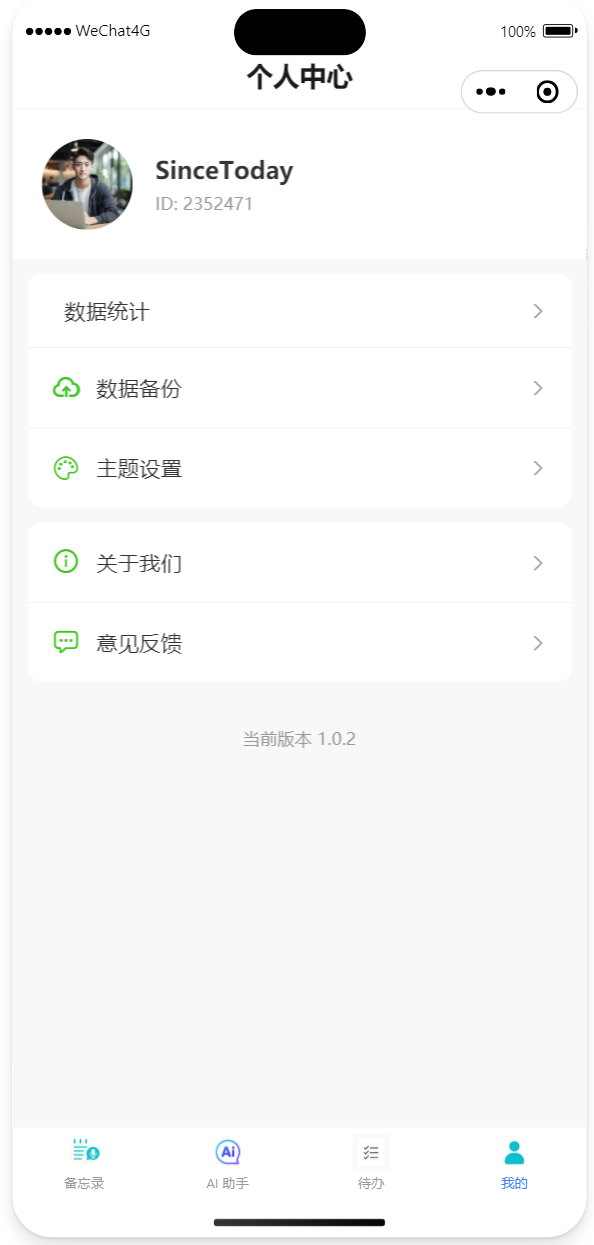 WeChat4G
100%
个人中心
SinceToday
ID: 2352471
数据统计
数据备份
主题设置
关于我们
意见反馈
当前版本 1.0.2
Ai
备忘录
AI 助手
待办
我的